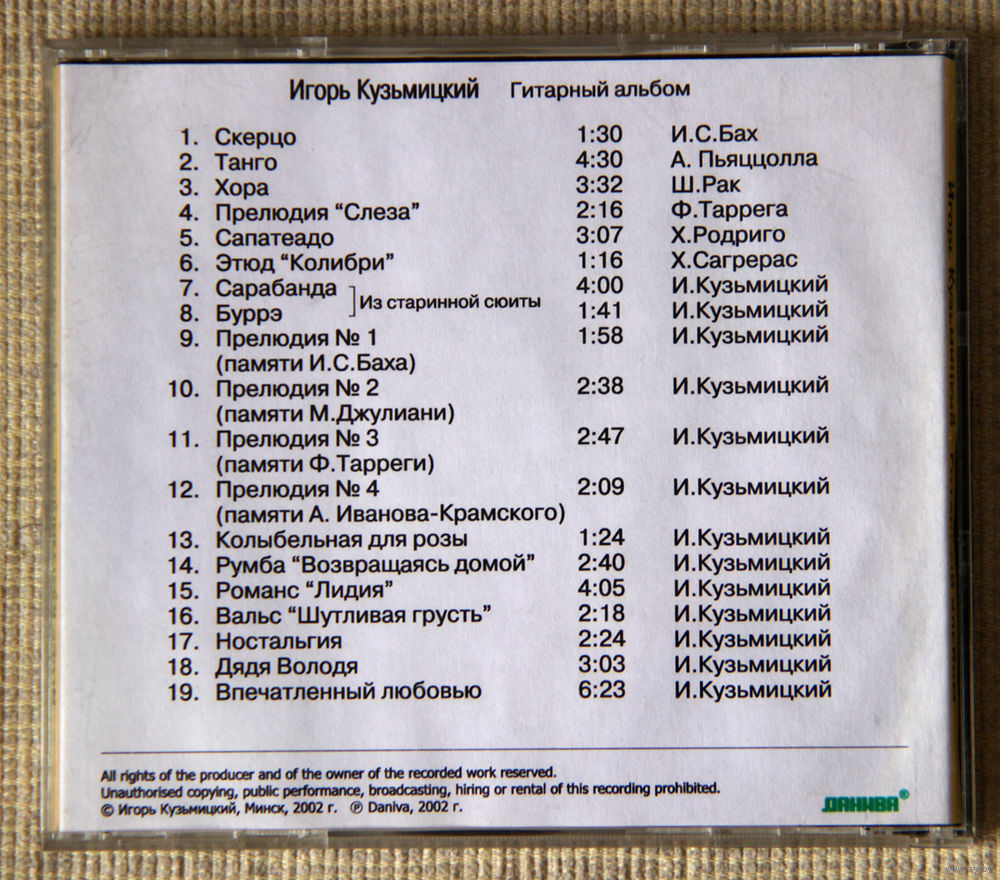 Игорь Кузьмицкий Гитарный альбом
1. Скерцо 1:30 И.С.Бах
2. Танго 4:30 А. Пьяццолла
3. Хора 3:32 Ш.Рак
4. Прелюдия “Слеза” 2:16 Ф.Таррега
5. Сапатеадо 3:07 Х.Родриго
6. Этюд “Колибри” 1:16 Х.Сагрерас
7. Сарабанда 4:00 И.Кузьмицкий
Из старинной сюиты
8. Буррэ 1:41 И.Кузьмицкий
9. Прелюдия № 1 1:58 И.Кузьмицкий
(памяти И.С.Баха)
10. Прелюдия № 2 2:38 И.Кузьмицкий
(памяти М.Джулиани)
11. Прелюдия № 3 2:47 И.Кузьмицкий
(памяти Ф.Тарреги)
12. Прелюдия № 4 2:09 И.Кузьмицкий
(памяти А. Иванова-Крамского)
13. Колыбельная для розы 1:24 И.Кузьмицкий
14. Румба “Возвращаясь домой” 2:40 И.Кузьмицкий
15. Романс “Лидия” 4:05 И.Кузьмицкий
16. Вальс “Шутливая грусть” 2:18 И.Кузьмицкий
17. Ностальгия 2:24 И.Кузьмицкий
18. Дядя Володя 3:03 И.Кузьмицкий
19. Впечатленный любовью 6:23 И.Кузьмицкий
All rights of the producer and of the owner of the recorded work reserved.
Unauthorised copying, public performance, broadcasting, hiring or rental of this recording prohibited.
© Игорь Кузьмицкий, Минск, 2002 г. ℗ Daniva, 2002 г.
ДАНИВА®